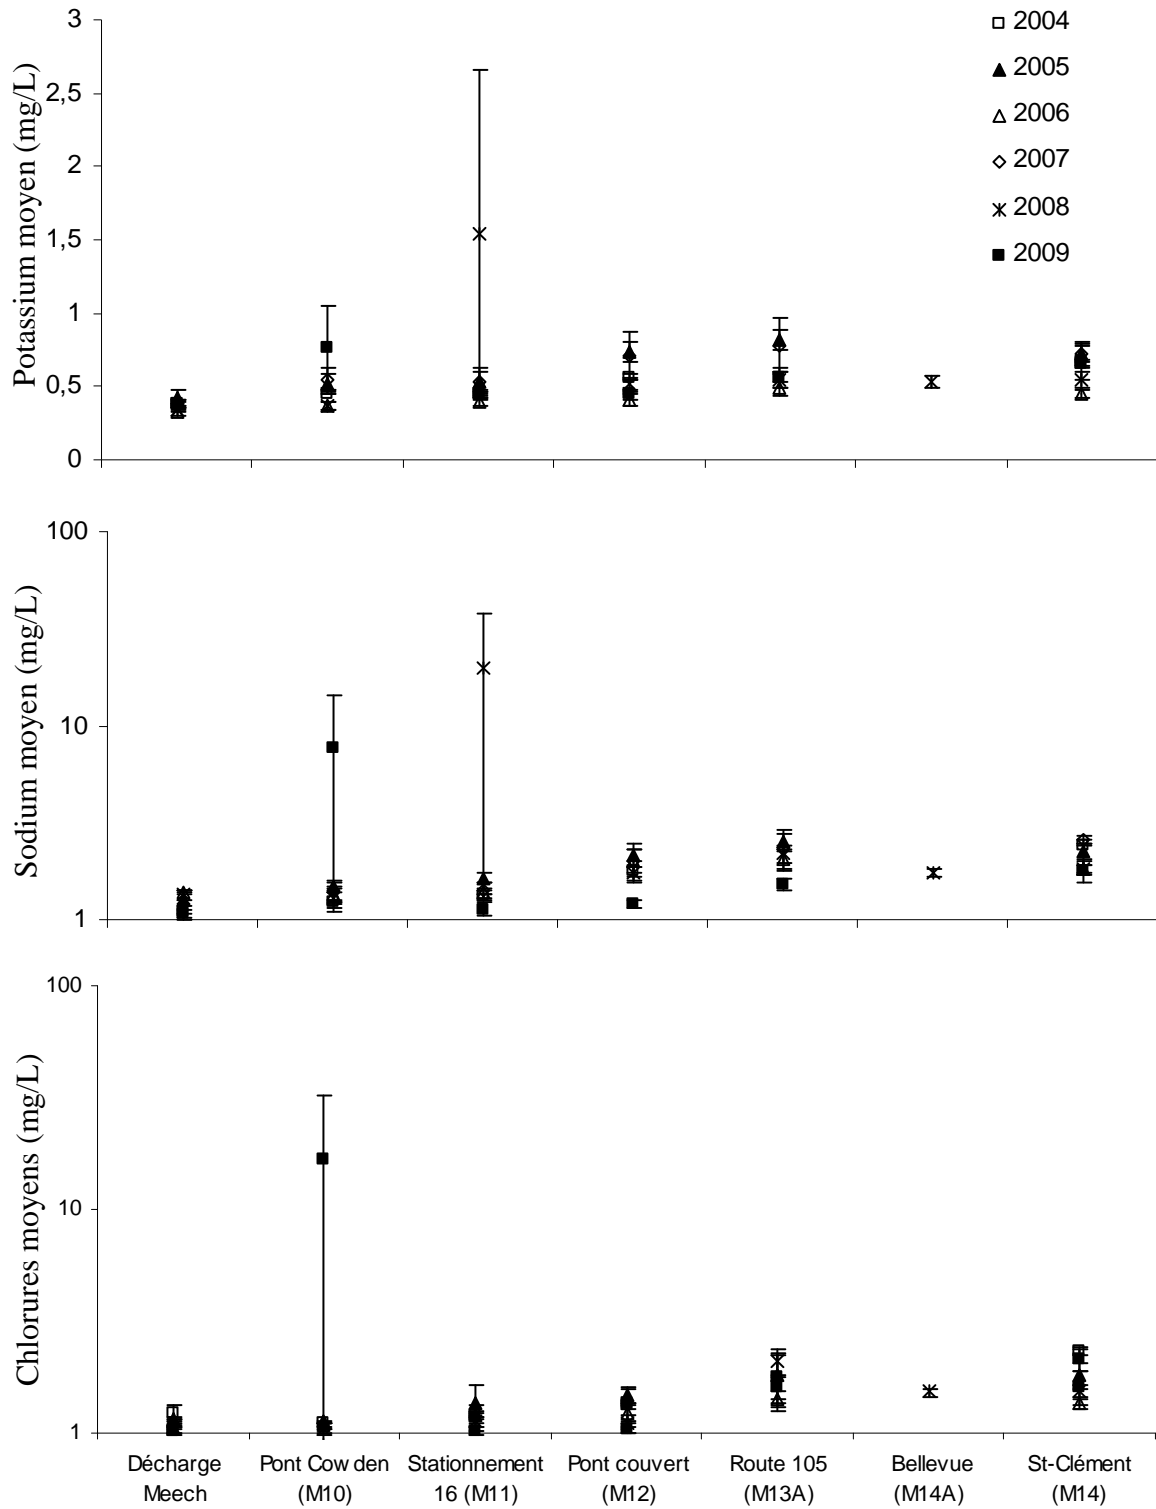 Potassium moyen (mg/L)
3
2,5
2
1,5
1
0,5
0
2004
2005
2006
2007
2008
2009
Sodium moyen (mg/L)
100
10
1
Chlorures moyens (mg/L)
100
10
1
Décharge Meech
Pont Cowden (M10)
Stationnement 16 (M11)
Pont couvert (M12)
Route 105 (M13A)
Bellevue (M14A)
St-Clément (M14)